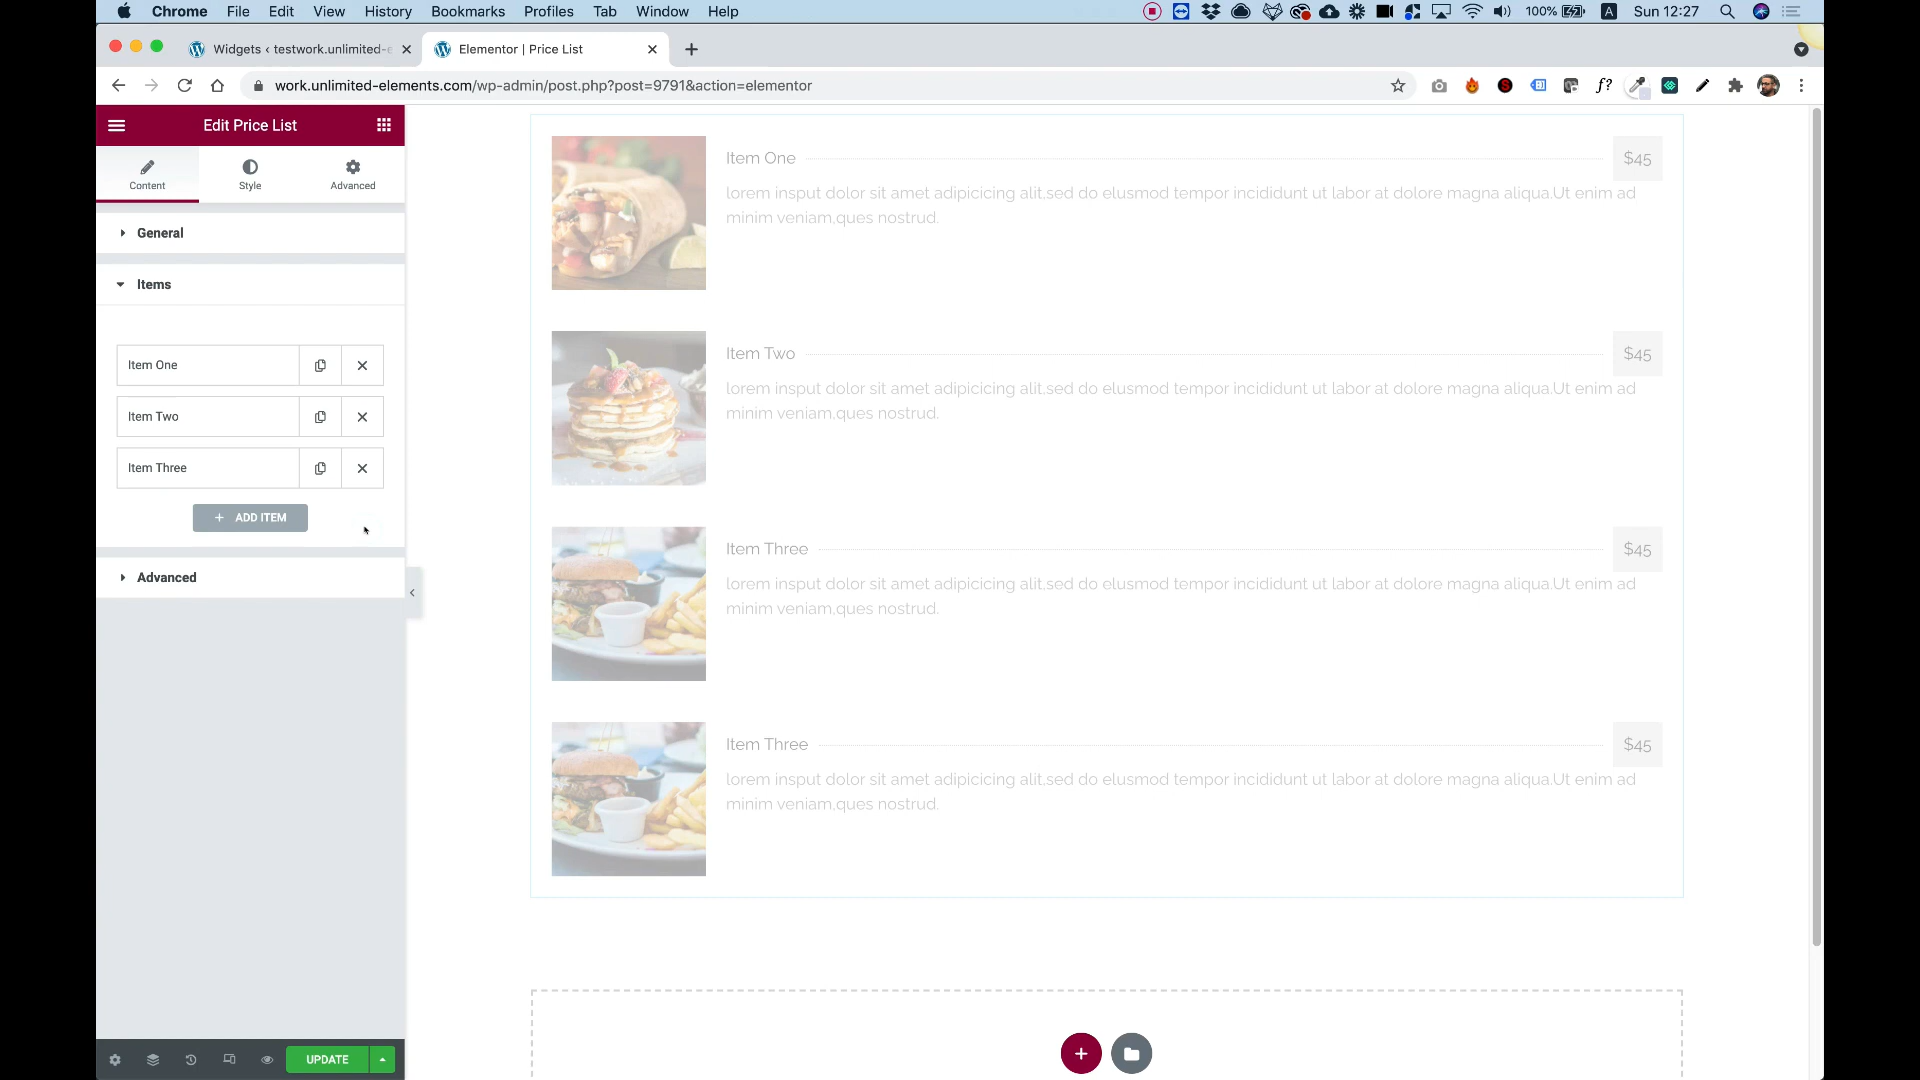 Chrome File Edit View History Bookmarks Profiles Tab Window Help 100% A Sun 12:27
Widgets ‹ testwork.unlimited-e
Elementor | Price List
work.unlimited-elements.com/wp-admin/post.php?post=9791&action=elementor
f?
Edit Price List
Content Style Advanced
General
Items
Item One
Item Two
Item Three
ADD ITEM
Advanced
UPDATE
Item One $45
lorem insput dolor sit amet adipicicing alit,sed do elusmod tempor incididunt ut labor at dolore magna aliqua.Ut enim ad
minim veniam,ques nostrud.
Item Two $45
lorem insput dolor sit amet adipicicing alit,sed do elusmod tempor incididunt ut labor at dolore magna aliqua.Ut enim ad
minim veniam,ques nostrud.
Item Three $45
lorem insput dolor sit amet adipicicing alit,sed do elusmod tempor incididunt ut labor at dolore magna aliqua.Ut enim ad
minim veniam,ques nostrud.
Item Three $45
lorem insput dolor sit amet adipicicing alit,sed do elusmod tempor incididunt ut labor at dolore magna aliqua.Ut enim ad
minim veniam,ques nostrud.